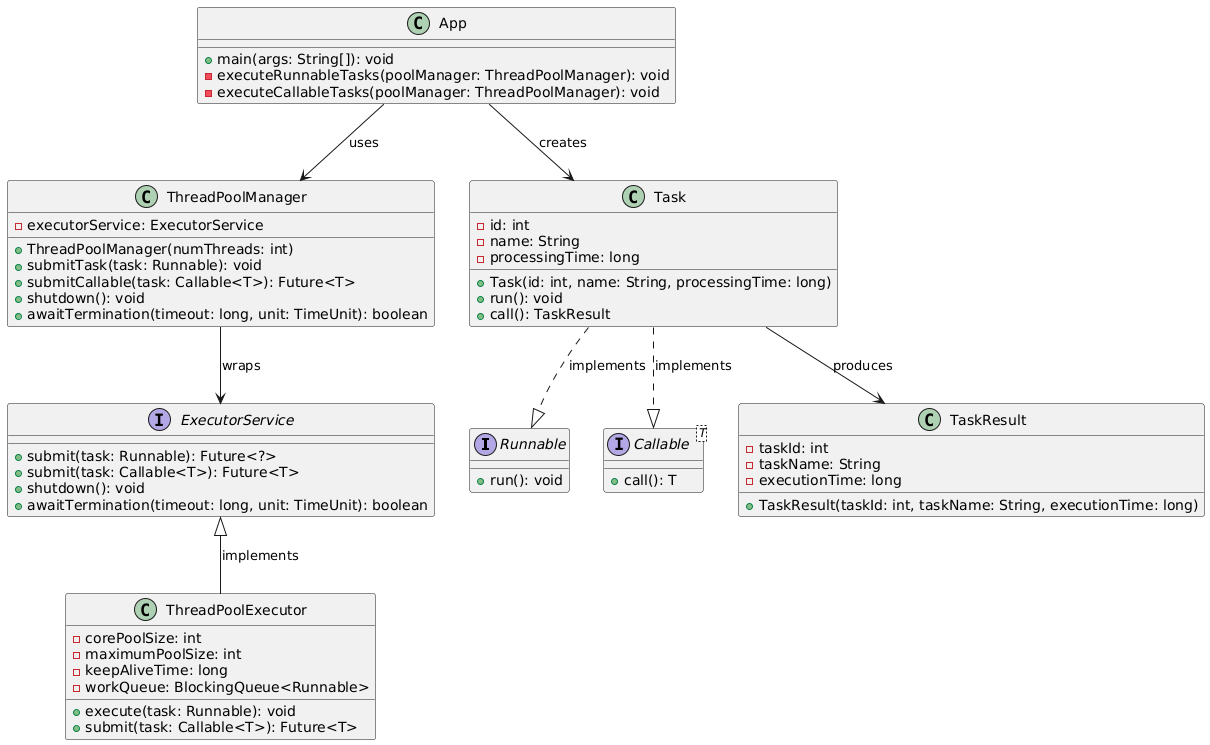 C App
main(args: String[]): void
executeRunnableTasks(poolManager: ThreadPoolManager): void
executeCallableTasks(poolManager: ThreadPoolManager): void
uses
creates
C ThreadPoolManager
executorService: ExecutorService
ThreadPoolManager(numThreads: int)
submitTask(task: Runnable): void
submitCallable(task: Callable<T>): Future<T>
shutdown(): void
awaitTermination(timeout: long, unit: TimeUnit): boolean
C Task
id: int
name: String
processingTime: long
Task(id: int, name: String, processingTime: long)
run(): void
call(): TaskResult
wraps
implements
implements
produces
I ExecutorService
submit(task: Runnable): Future<?>
submit(task: Callable<T>): Future<T>
shutdown(): void
awaitTermination(timeout: long, unit: TimeUnit): boolean
I Runnable
run(): void
I Callable T
call(): T
C TaskResult
taskId: int
taskName: String
executionTime: long
TaskResult(taskId: int, taskName: String, executionTime: long)
implements
C ThreadPoolExecutor
corePoolSize: int
maximumPoolSize: int
keepAliveTime: long
workQueue: BlockingQueue<Runnable>
execute(task: Runnable): void
submit(task: Callable<T>): Future<T>